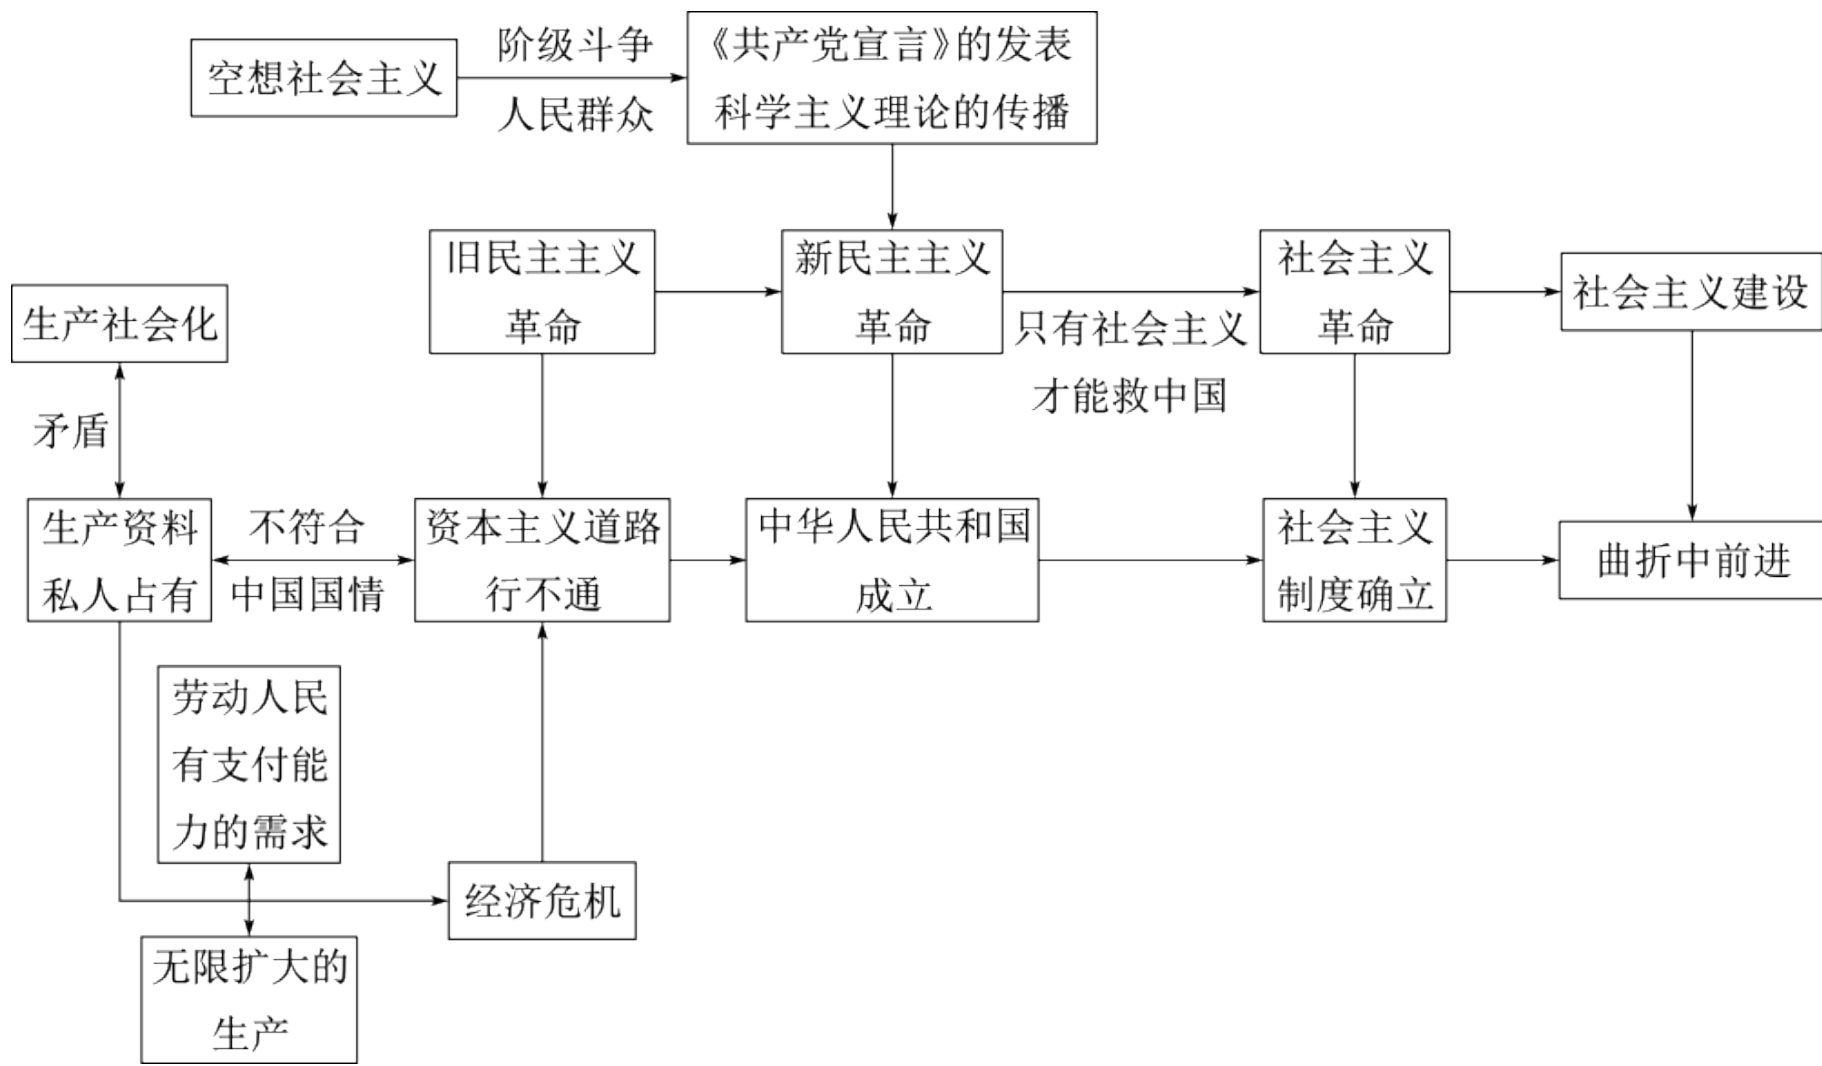 空想社会主义
阶级斗争
人民群众
《共产党宣言》的发表
科学主义理论的传播
旧民主主义
革命
新民主主义
革命
只有社会主义
才能救中国
社会主义
革命
社会主义建设
生产社会化
矛盾
生产资料
私人占有
不符合
中国国情
资本主义道路
行不通
中华人民共和国
成立
社会主义
制度确立
曲折中前进
劳动人民
有支付能
力的需求
经济危机
无限扩大的
生产